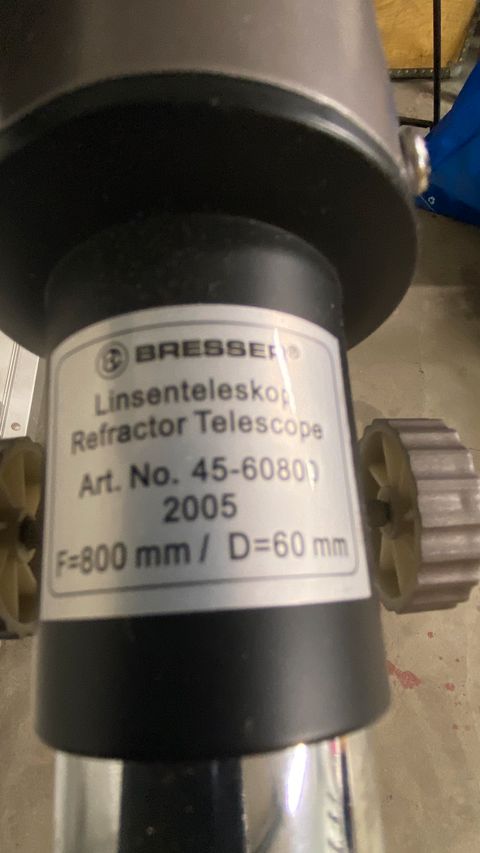 BRESSER®
Linsenteleskop
Refractor Telescope
Art. No. 45-60800
2005
F=800 mm / D=60 mm